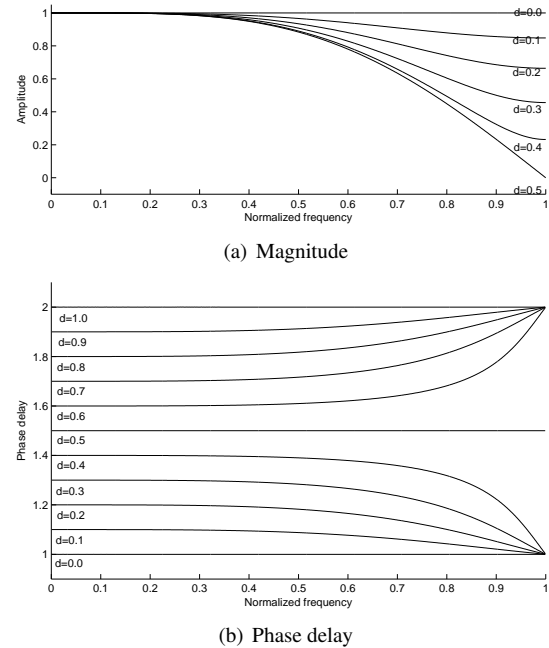 1
d=0.0
d=0.1
0.8
d=0.2
0.6
d=0.3
0.4
d=0.4
0.2
0
d=0.5
Amplitude
0 0.1 0.2 0.3 0.4 0.5 0.6 0.7 0.8 0.9 1
Normalized frequency
(a) Magnitude
2
d=1.0
d=0.9
1.8
d=0.8
d=0.7
1.6
d=0.6
d=0.5
1.4
d=0.4
d=0.3
1.2
d=0.2
d=0.1
1
d=0.0
Phase delay
0 0.1 0.2 0.3 0.4 0.5 0.6 0.7 0.8 0.9 1
Normalized frequency
(b) Phase delay